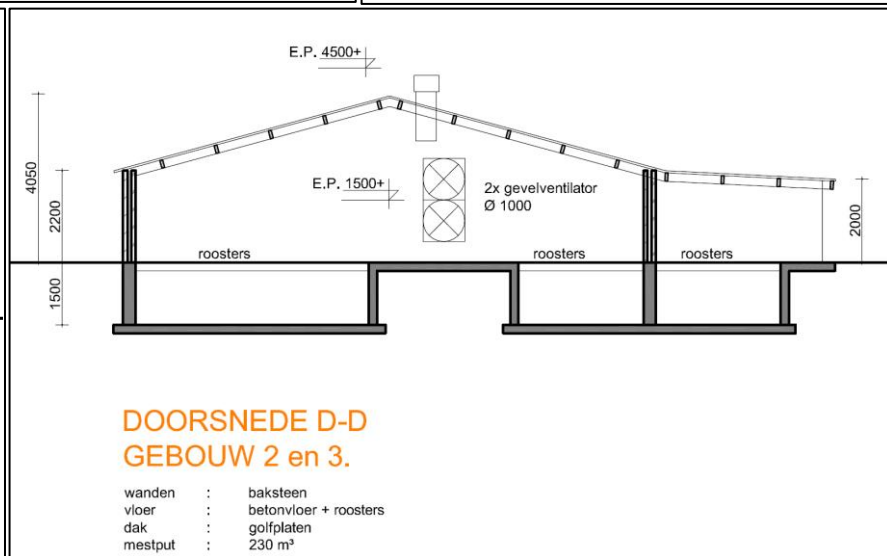 E.P. 4500+
4050
2200
E.P. 1500+
2x gevelventilator
Ø 1000
2000
roosters
roosters
roosters
1500
DOORSNEDE D-D
GEBOUW 2 en 3.
wanden : baksteen
vloer : betonvloer + roosters
dak : golfplaten
mestput : 230 m³